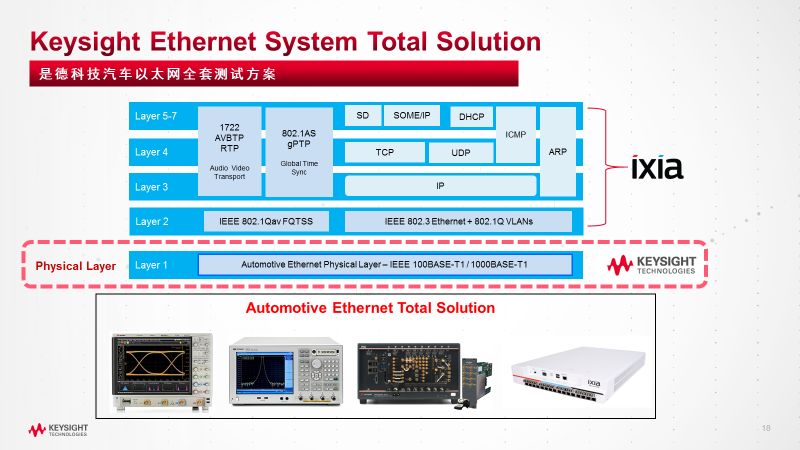 Keysight Ethernet System Total Solution
是德科技汽车以太网全套测试方案
Layer 5-7
1722
AVBTP
RTP
Audio Video
Transport
802.1AS
gPTP
Global Time
Sync
SD
SOME/IP
DHCP
ICMP
ARP
Layer 4
TCP
UDP
Layer 3
IP
Layer 2
IEEE 802.1Qav FQTSS
IEEE 802.3 Ethernet + 802.1Q VLANs
ixia
Physical Layer
Layer 1
Automotive Ethernet Physical Layer – IEEE 100BASE-T1 / 1000BASE-T1
KEYSIGHT
TECHNOLOGIES
Automotive Ethernet Total Solution
ixia
KEYSIGHT
TECHNOLOGIES
18